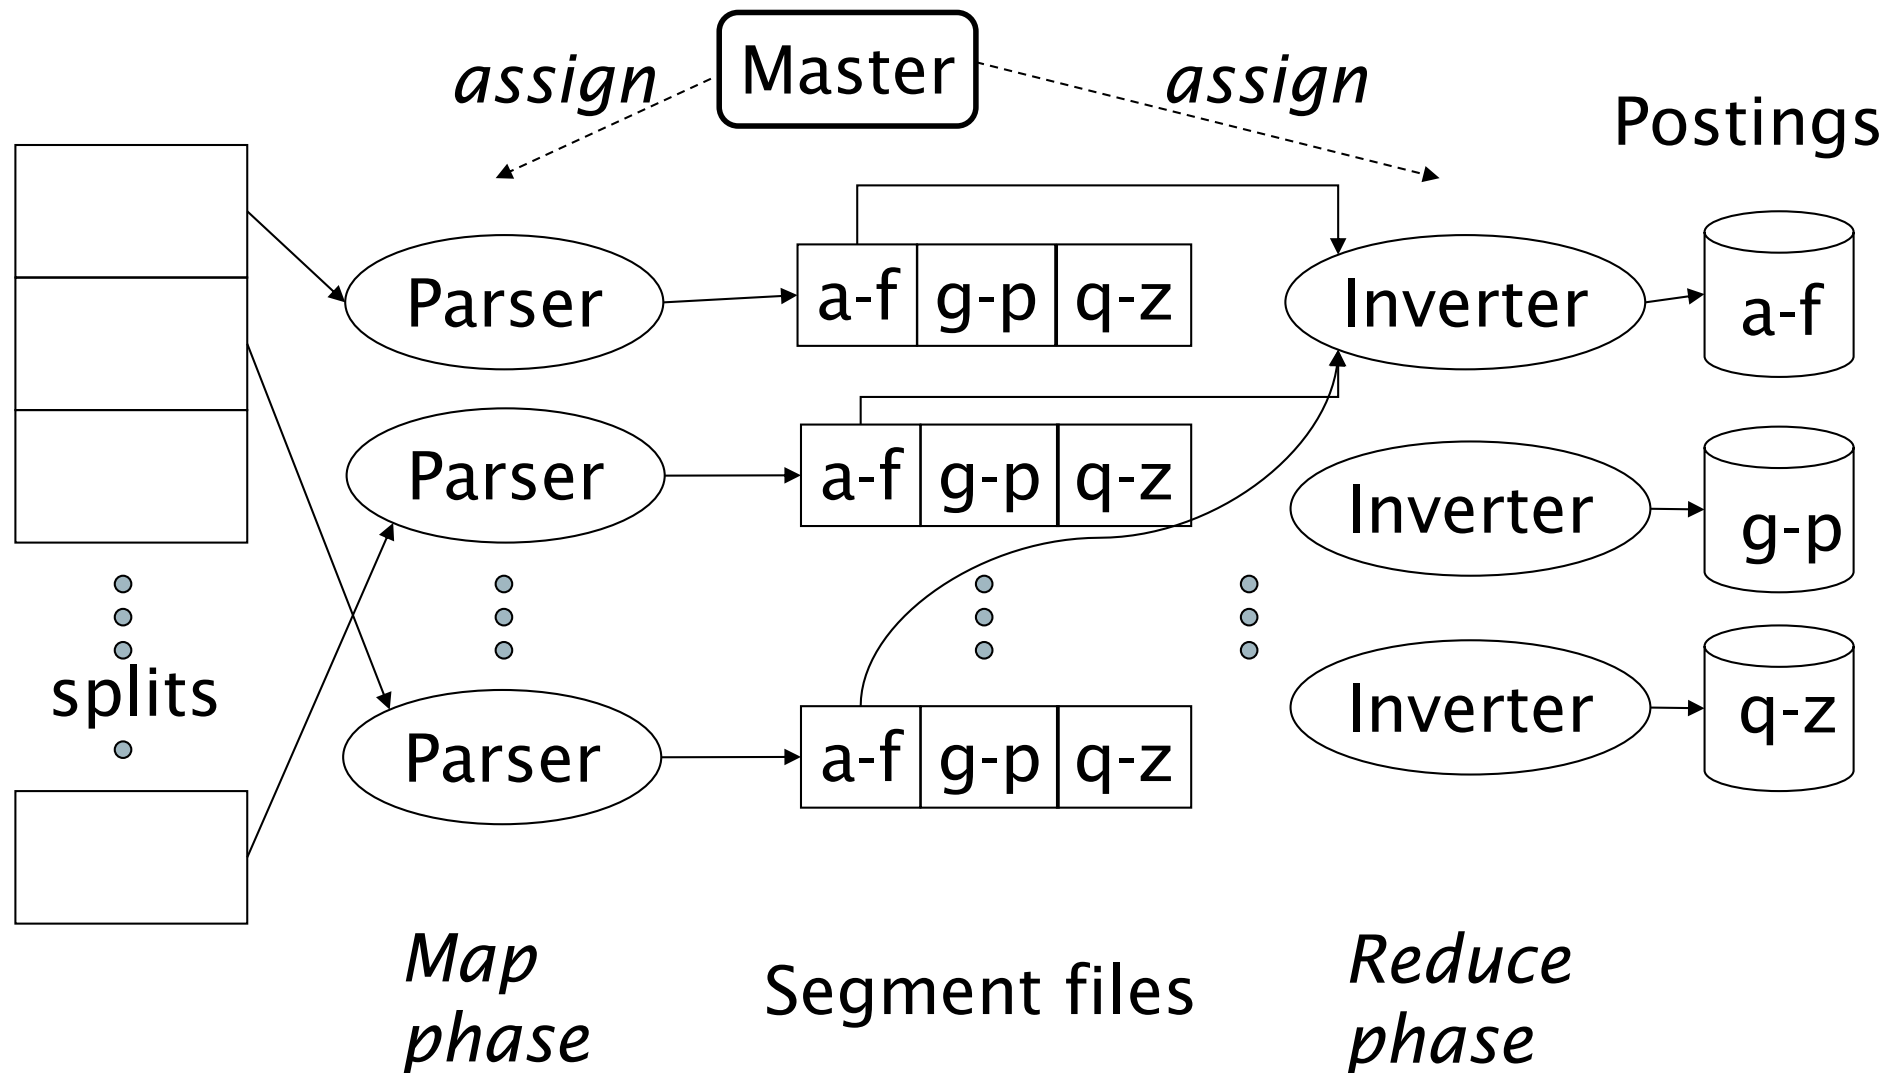 Master
assign
assign
Postings
Parser
a-f
g-p
q-z
Inverter
a-f
Parser
a-f
g-p
q-z
Inverter
g-p
splits
Parser
a-f
g-p
q-z
Inverter
q-z
Map
phase
Segment files
Reduce
phase